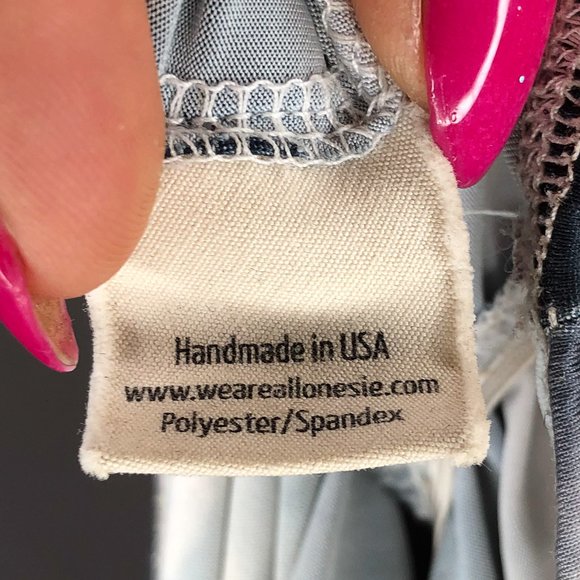 Handmade in USA
www.weareallonesie.com
Polyester/Spandex